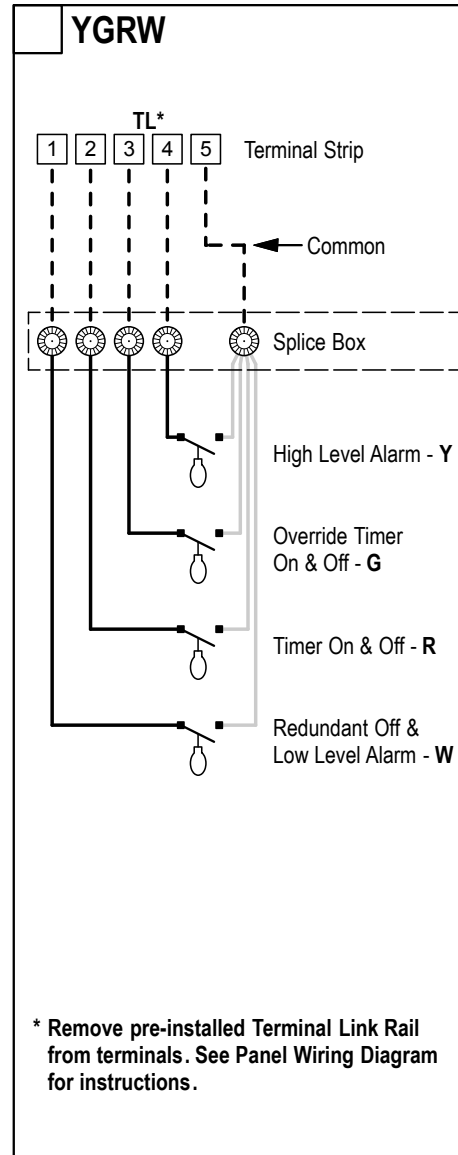 YGRW
TL*
1 2 3 4 5 Terminal Strip
Common
Splice Box
High Level Alarm - Y
Override Timer
On & Off - G
Timer On & Off - R
Redundant Off &
Low Level Alarm - W
* Remove pre-installed Terminal Link Rail
from terminals. See Panel Wiring Diagram
for instructions.